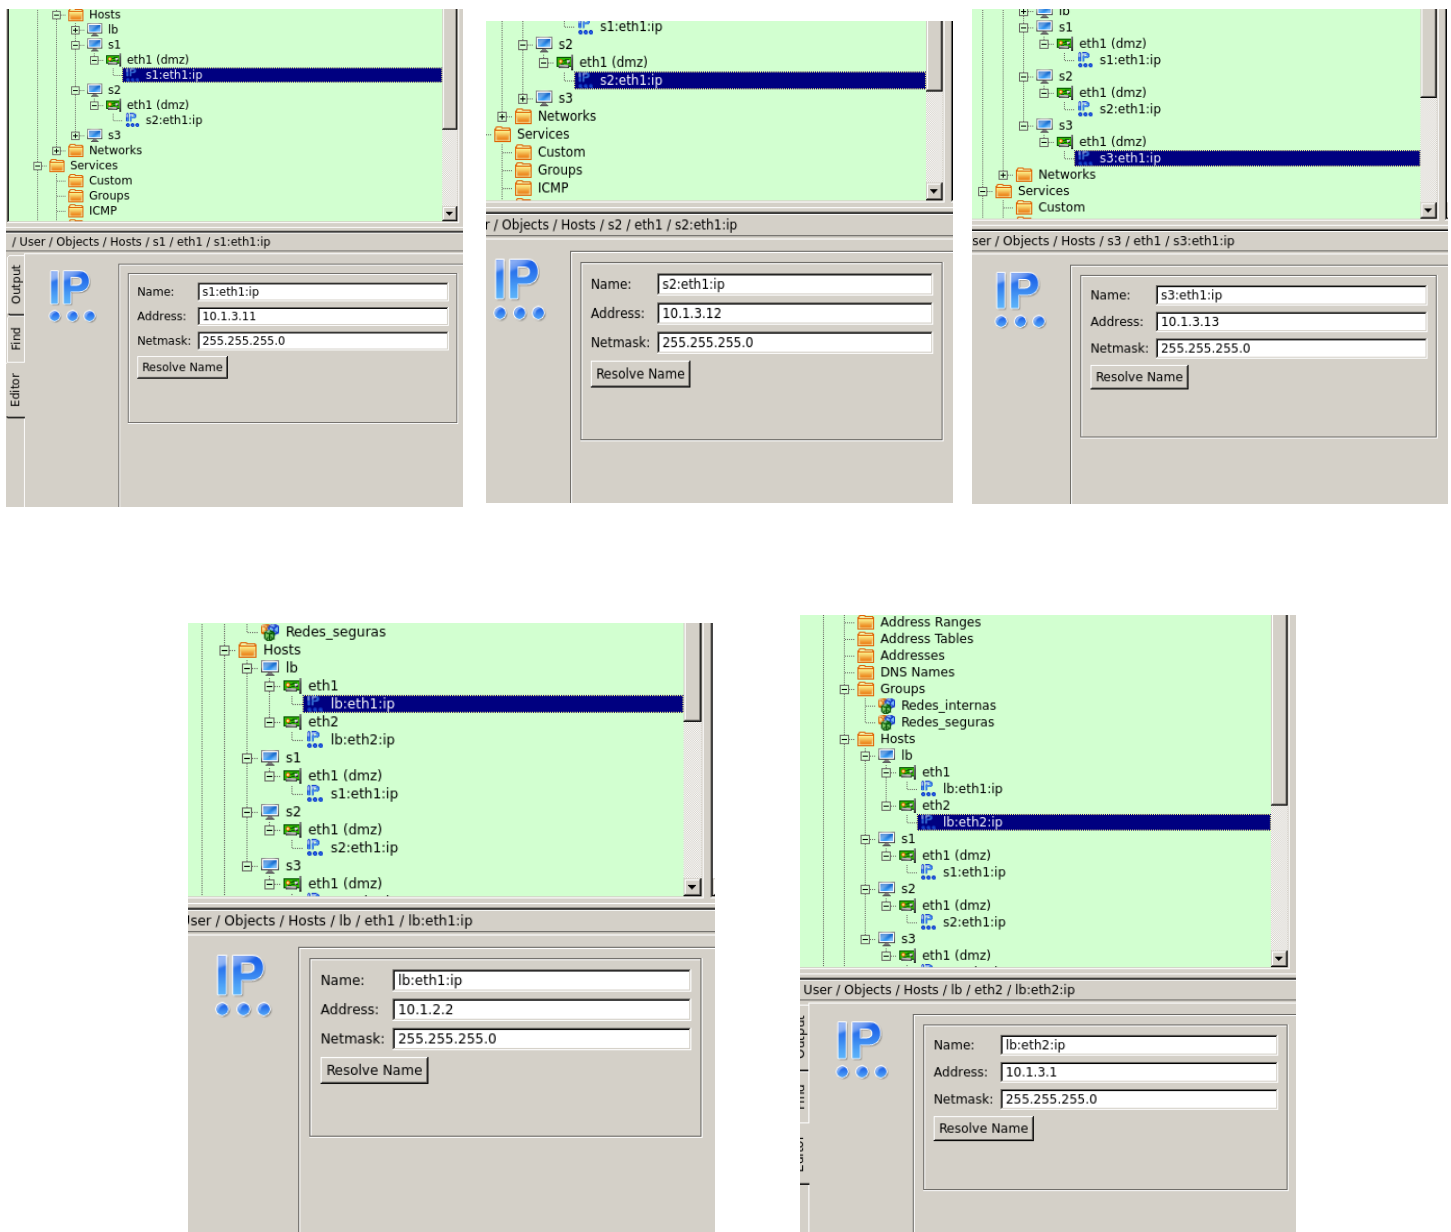 Hosts
lb
s1
eth1 (dmz)
s1:eth1:ip
s2
eth1 (dmz)
s2:eth1:ip
s3
Networks
Services
Custom
Groups
ICMP
/ User / Objects / Hosts / s1 / eth1 / s1:eth1:ip
Output
Find
Editor
IP
Name: s1:eth1:ip
Address: 10.1.3.11
Netmask: 255.255.255.0
Resolve Name
s1:eth1:ip
s2
eth1 (dmz)
s2:eth1:ip
s3
Networks
Services
Custom
Groups
ICMP
/ Objects / Hosts / s2 / eth1 / s2:eth1:ip
IP
Name: s2:eth1:ip
Address: 10.1.3.12
Netmask: 255.255.255.0
Resolve Name
lb
s1
eth1 (dmz)
s1:eth1:ip
s2
eth1 (dmz)
s2:eth1:ip
s3
eth1 (dmz)
s3:eth1:ip
Networks
Services
Custom
ser / Objects / Hosts / s3 / eth1 / s3:eth1:ip
IP
Name: s3:eth1:ip
Address: 10.1.3.13
Netmask: 255.255.255.0
Resolve Name
Redes_seguras
Hosts
lb
eth1
lb:eth1:ip
eth2
lb:eth2:ip
s1
eth1 (dmz)
s1:eth1:ip
s2
eth1 (dmz)
s2:eth1:ip
s3
eth1 (dmz)
Jser / Objects / Hosts / lb / eth1 / lb:eth1:ip
IP
Name: lb:eth1:ip
Address: 10.1.2.2
Netmask: 255.255.255.0
Resolve Name
Address Ranges
Address Tables
Addresses
DNS Names
Groups
Redes_internas
Redes_seguras
Hosts
lb
eth1
lb:eth1:ip
eth2
lb:eth2:ip
s1
eth1 (dmz)
s1:eth1:ip
s2
eth1 (dmz)
s2:eth1:ip
s3
eth1 (dmz)
User / Objects / Hosts / lb / eth2 / lb:eth2:ip
IP
Name: lb:eth2:ip
Address: 10.1.3.1
Netmask: 255.255.255.0
Resolve Name